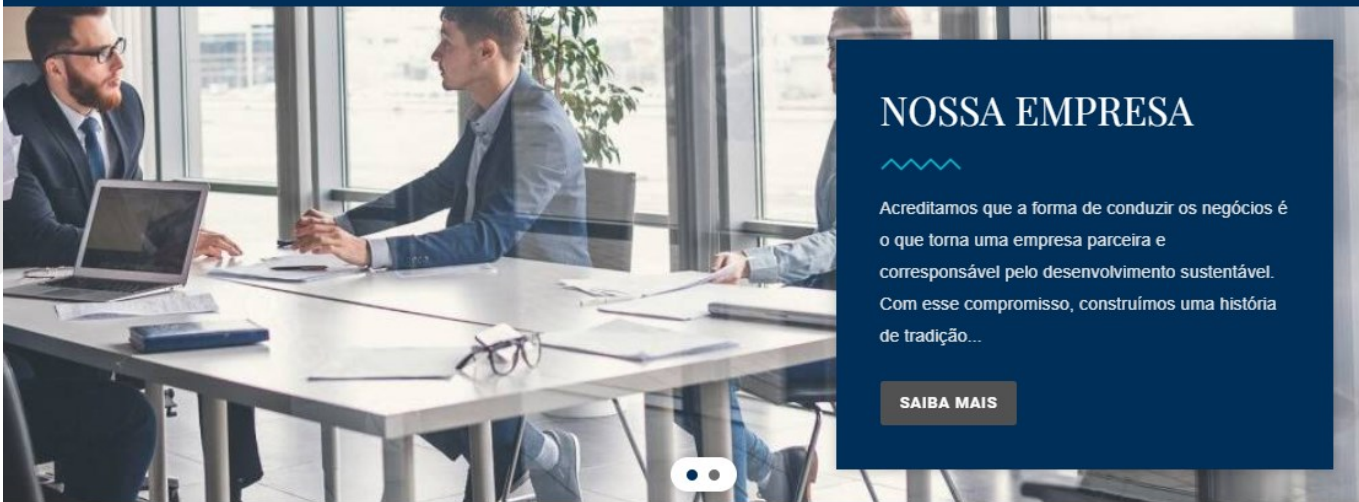 NOSSA EMPRESA
Acreditamos que a forma de conduzir os negócios é
o que torna uma empresa parceira e
corresponsável pelo desenvolvimento sustentável.
Com esse compromisso, construímos uma história
de tradição...
SAIBA MAIS